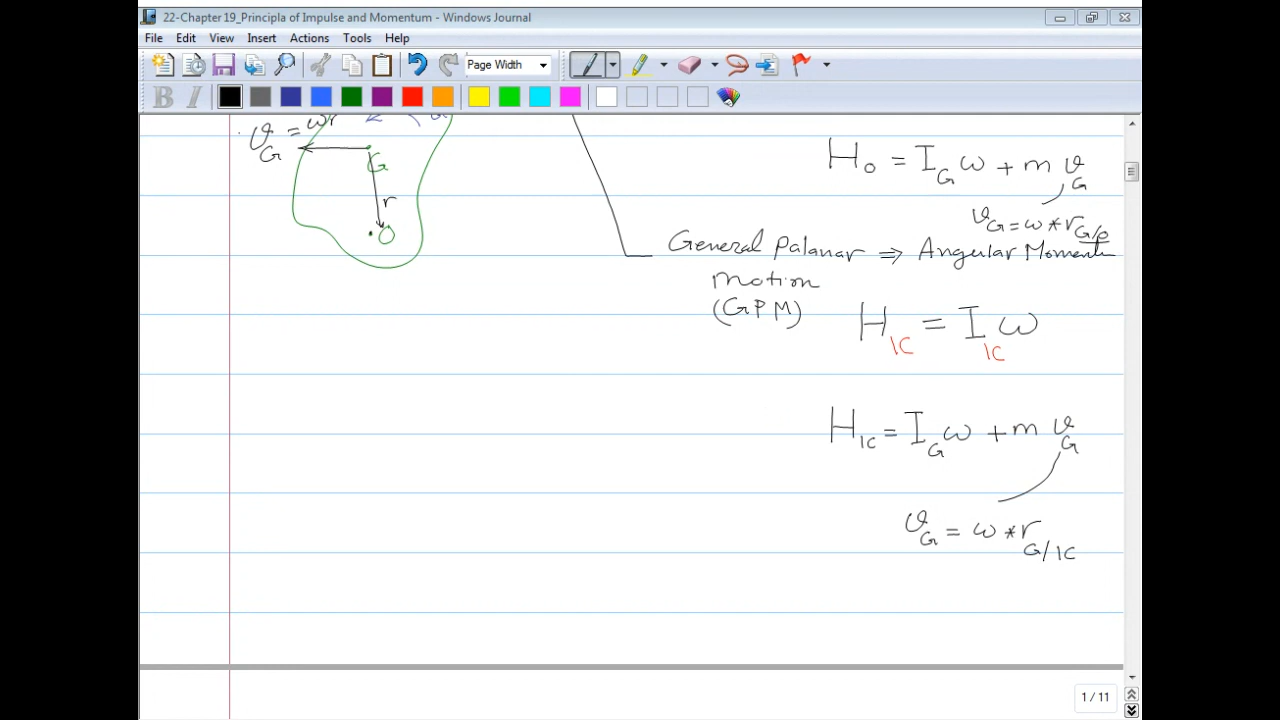 22-Chapter 19_Principla of Impulse and Momentum - Windows Journal
File Edit View Insert Actions Tools Help
Page Width
B I
v_G = ωr
G
r
O
H_O = I_G ω + m v_G
v_G = ω * r_G/O
General Palanar ⇒ Angular Momentum
motion
(GPM)
H_IC = I_IC ω
H_IC = I_G ω + m v_G
v_G = ω * r_G/IC
1 / 11